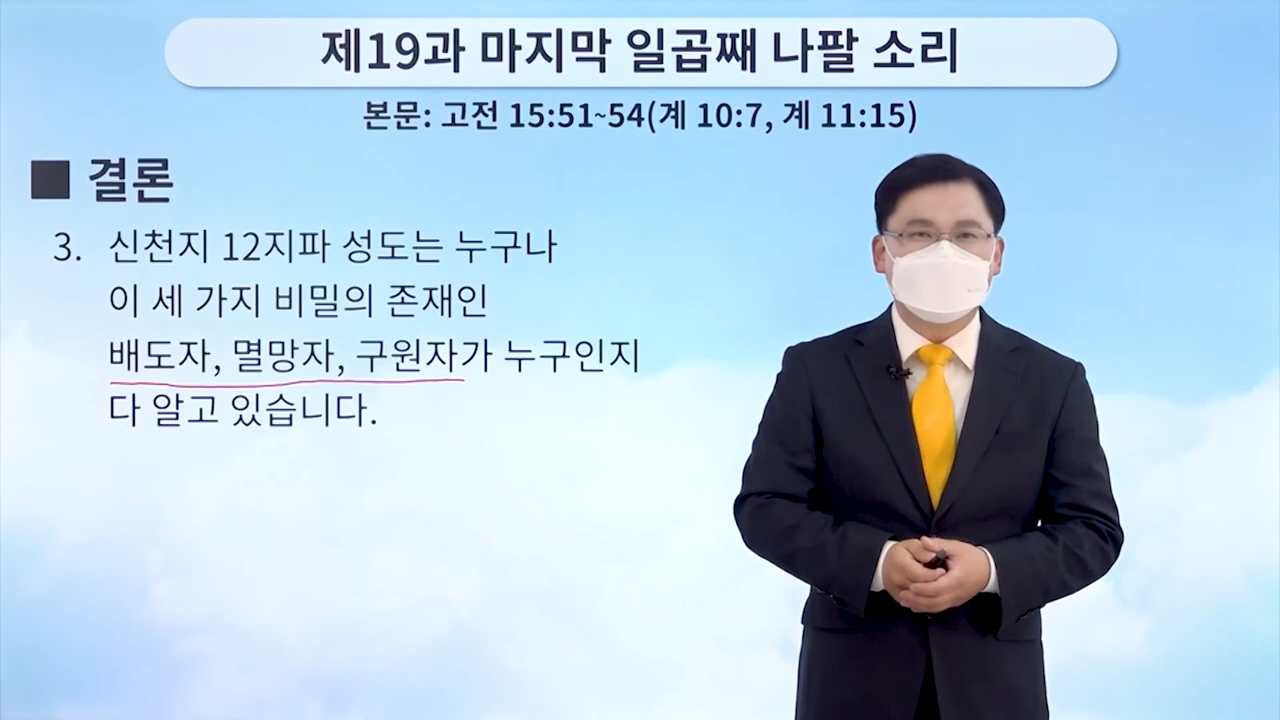 제19과 마지막 일곱째 나팔 소리
본문: 고전 15:51~54(계 10:7, 계 11:15)
■ 결론
3. 신천지 12지파 성도는 누구나
이 세 가지 비밀의 존재인
배도자, 멸망자, 구원자가 누구인지
다 알고 있습니다.